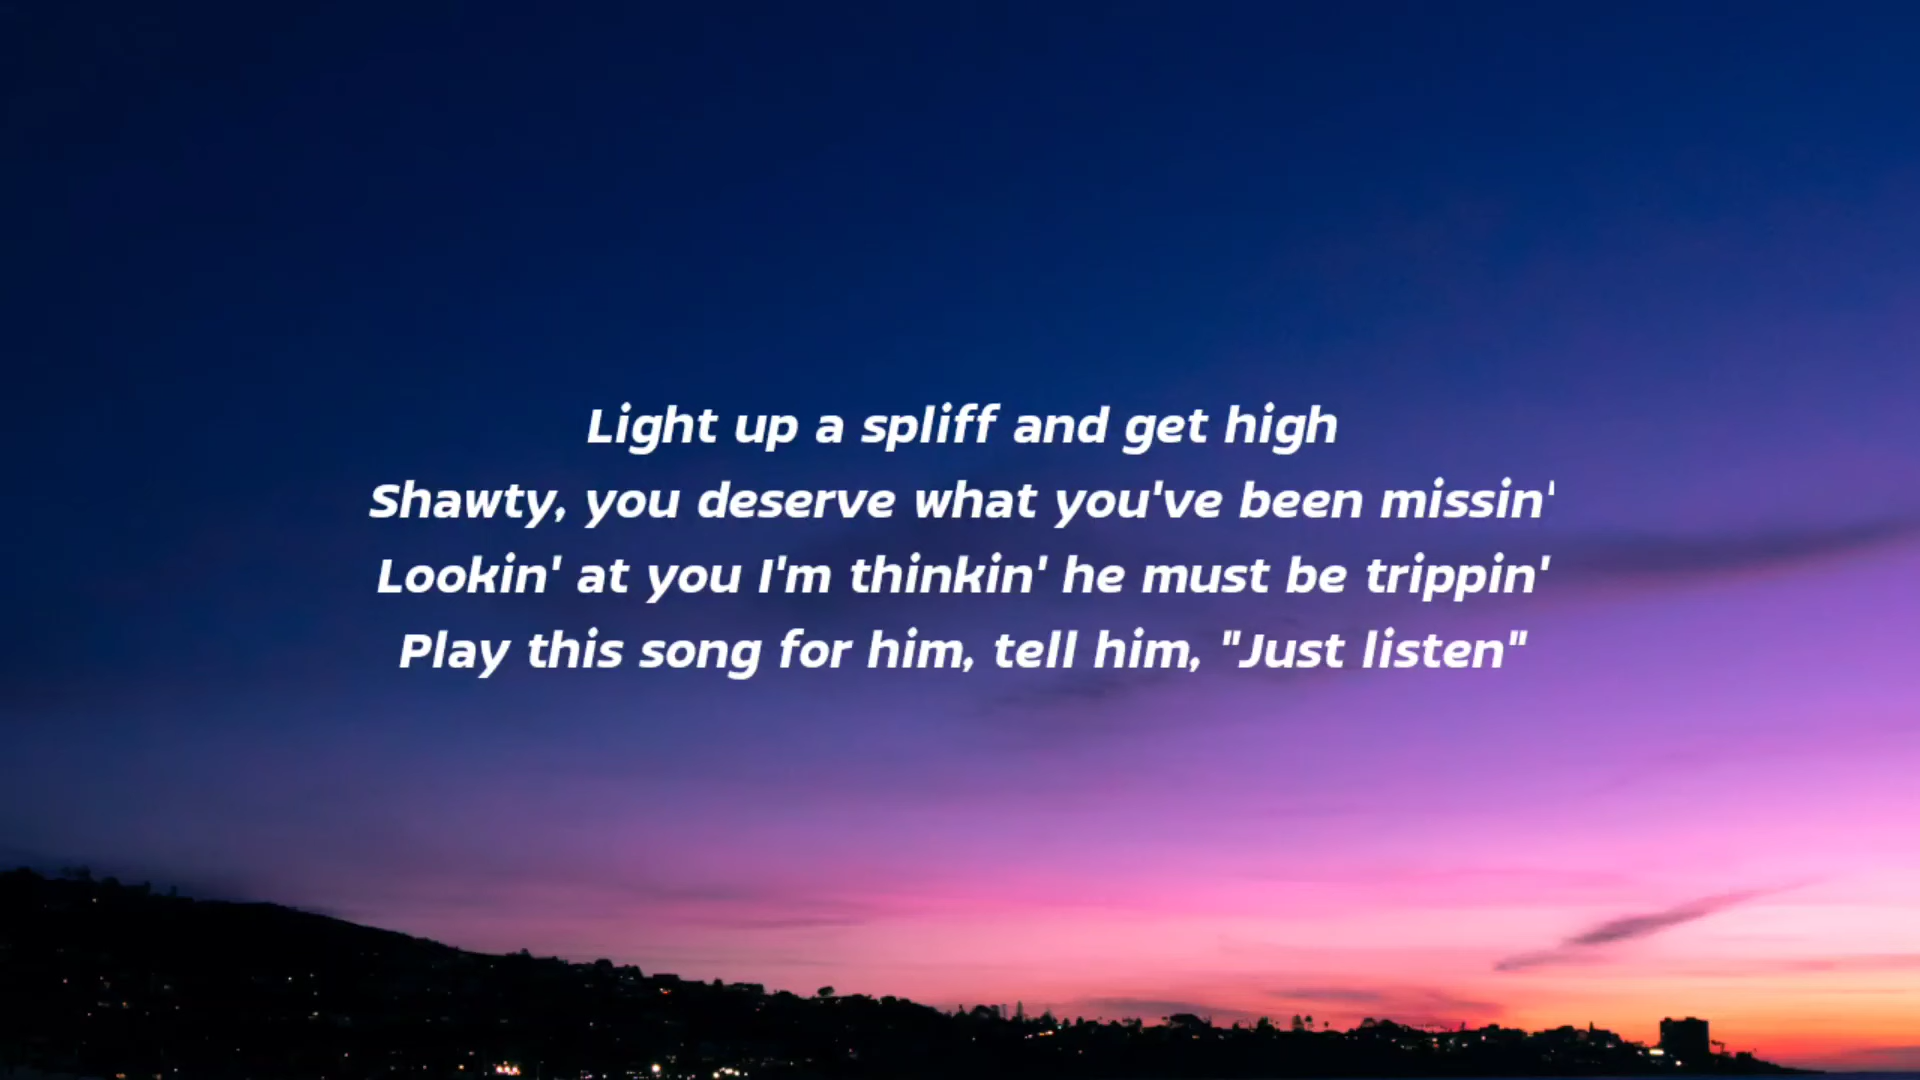 Light up a spliff and get high
Shawty, you deserve what you've been missin'
Lookin' at you I'm thinkin' he must be trippin'
Play this song for him, tell him, "Just listen"